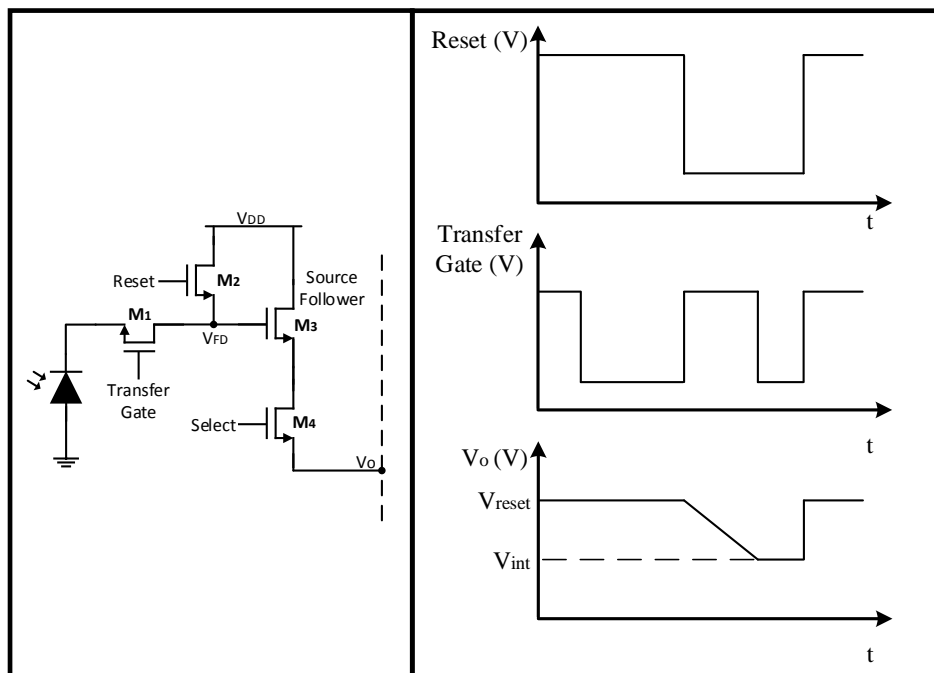 VDD
Reset
M2
Source
Follower
M1
M3
VFD
Transfer
Gate
Select
M4
Vo
Reset (V)
t
Transfer
Gate (V)
t
Vo (V)
Vreset
Vint
t